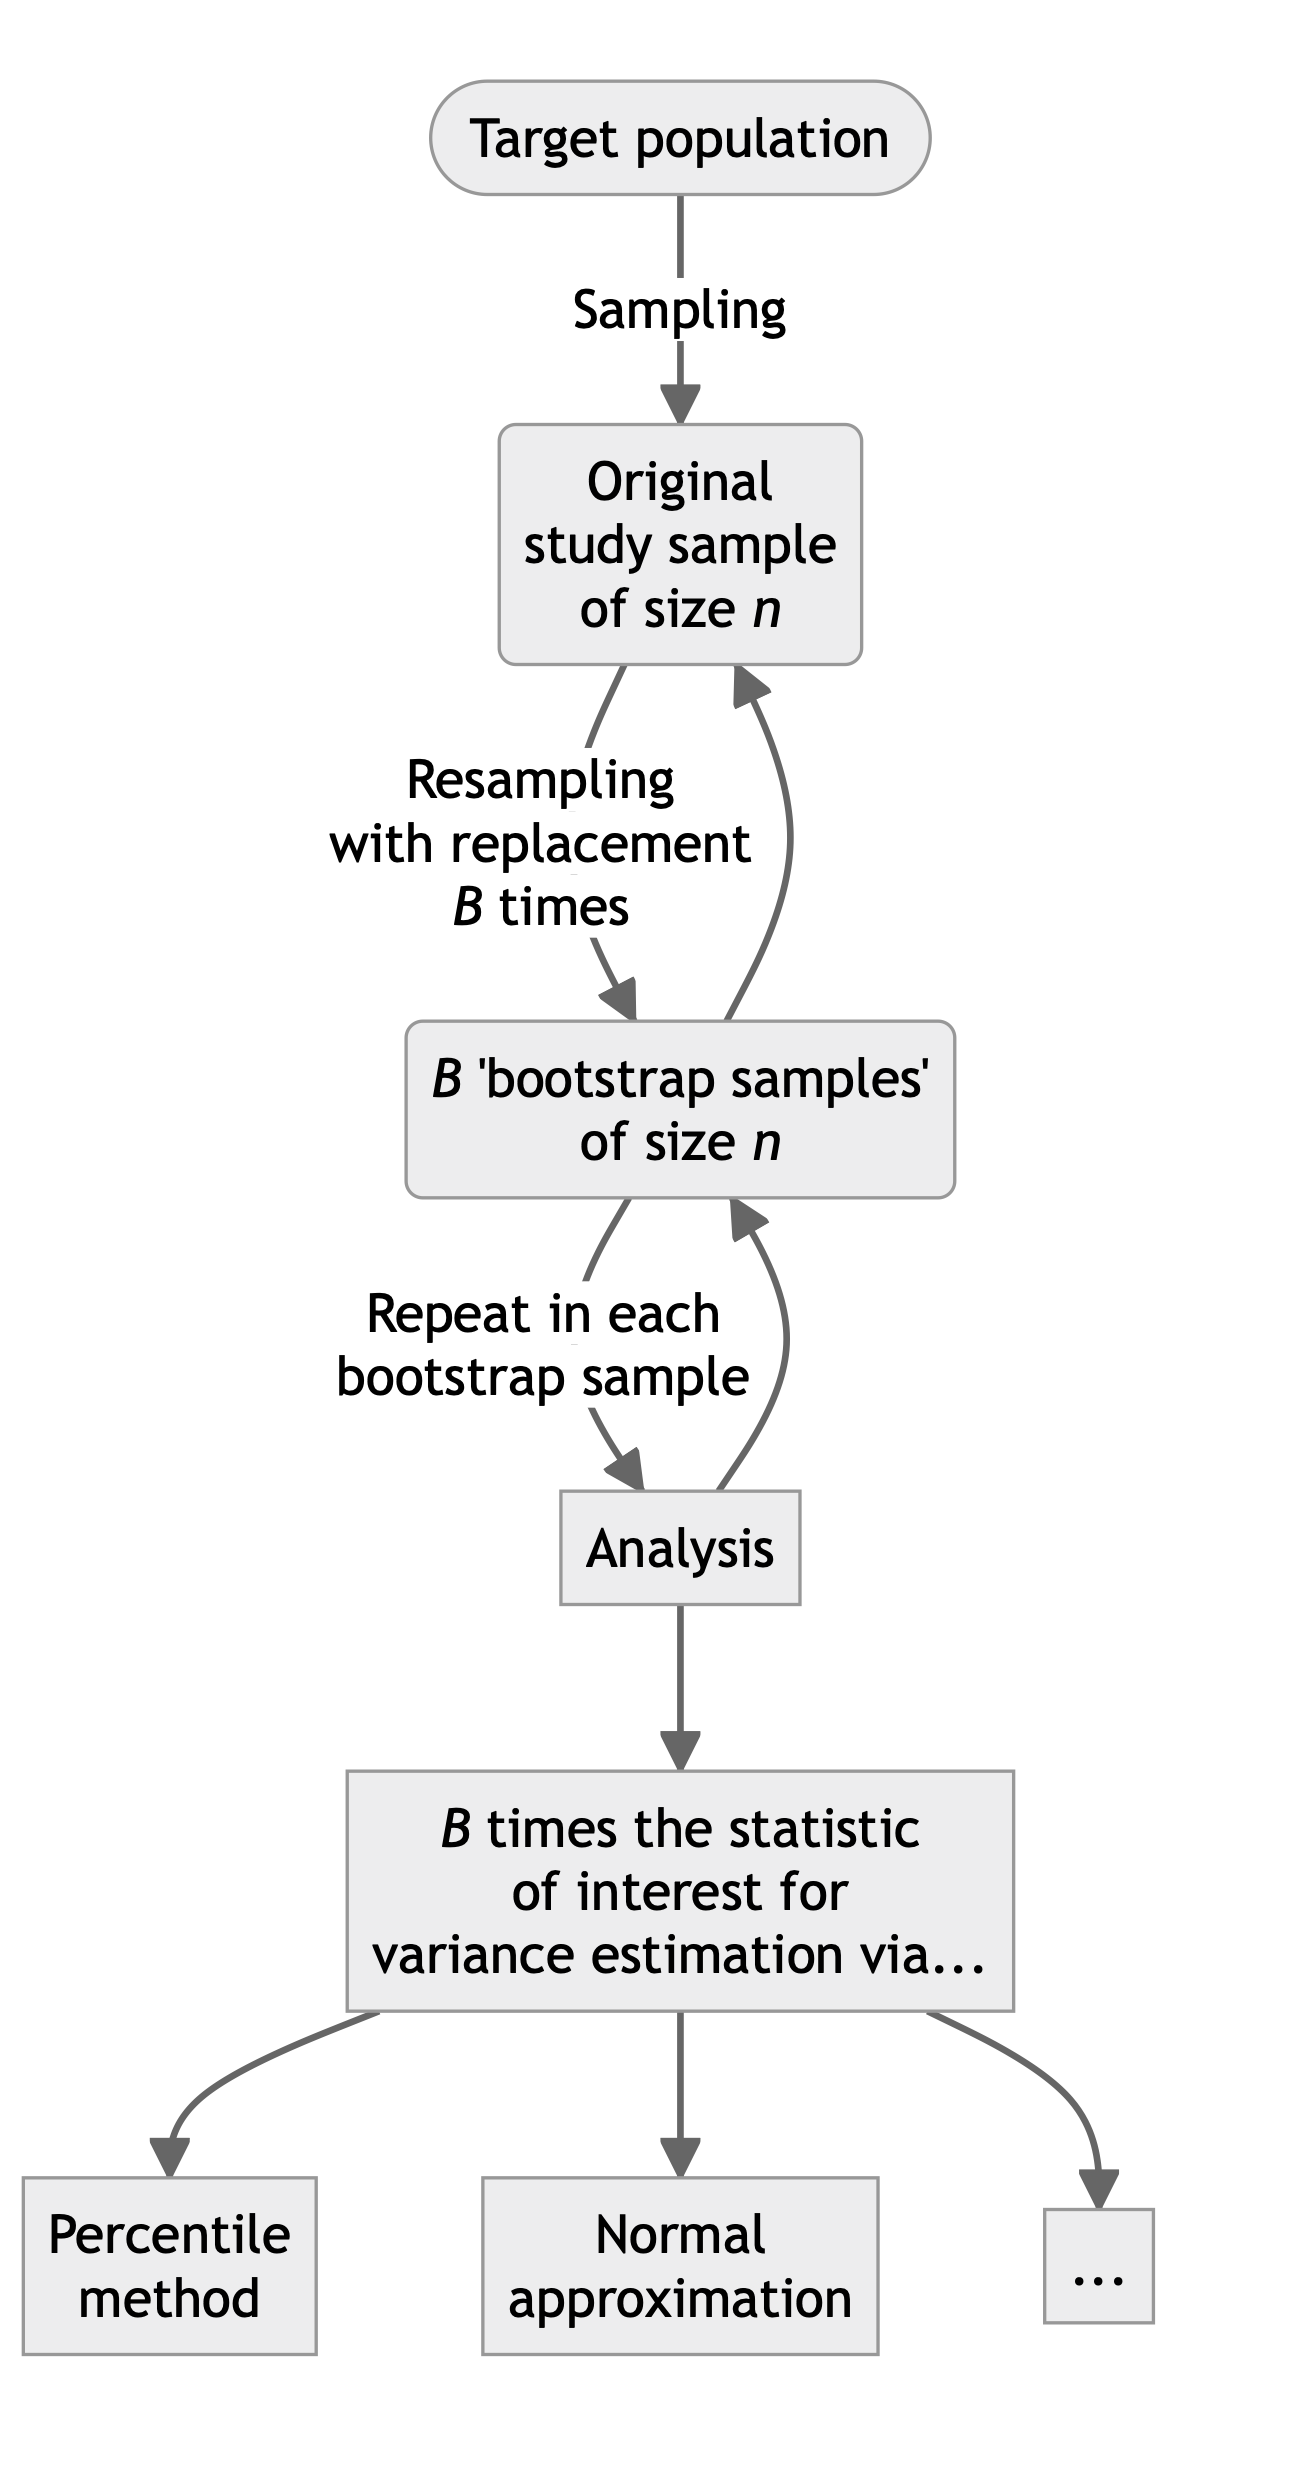 Target population
Sampling
Original
study sample
of size n
Resampling
with replacement
B times
B 'bootstrap samples'
of size n
Repeat in each
bootstrap sample
Analysis
B times the statistic
of interest for
variance estimation via...
Percentile
method
Normal
approximation
...